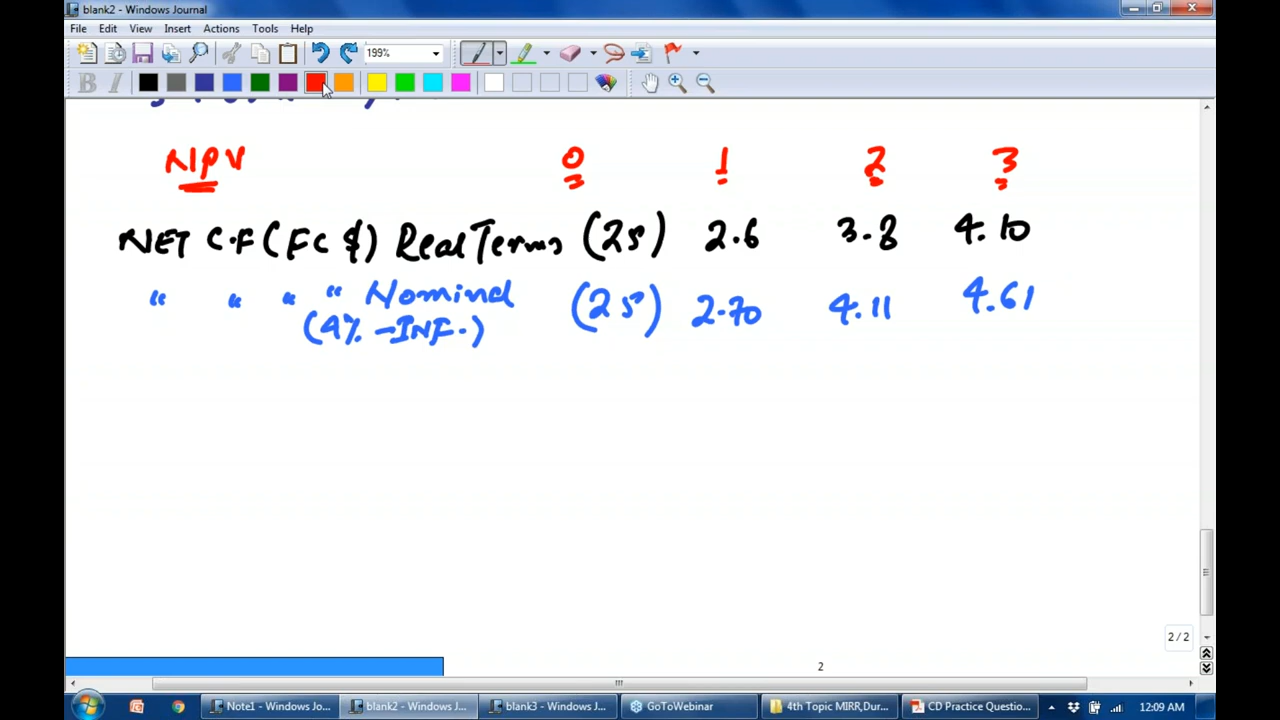 blank2 - Windows Journal
File Edit View Insert Actions Tools Help
199%
B I
NPV 0 1 2 3
NET C.F (FC $) Real Terms (25) 2.6 3.8 4.10
" " " " Nominal (25) 2.70 4.11 4.61
(4% -INF.)
2 / 2
2
Note1 - Windows Jo... blank2 - Windows J... blank3 - Windows J... GoToWebinar 4th Topic MIRR,Dur... CD Practice Questio... 12:09 AM